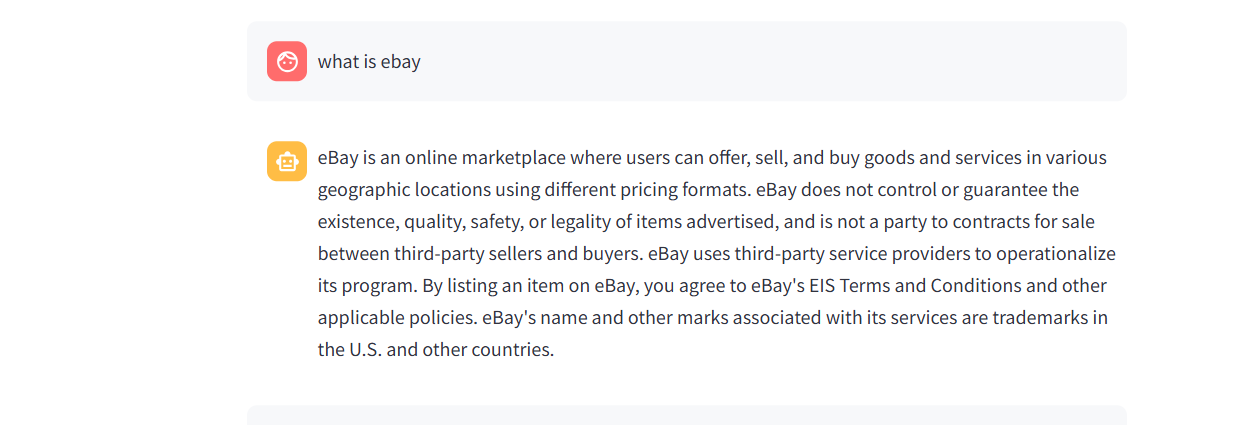 what is ebay
eBay is an online marketplace where users can offer, sell, and buy goods and services in various
geographic locations using different pricing formats. eBay does not control or guarantee the
existence, quality, safety, or legality of items advertised, and is not a party to contracts for sale
between third-party sellers and buyers. eBay uses third-party service providers to operationalize
its program. By listing an item on eBay, you agree to eBay's EIS Terms and Conditions and other
applicable policies. eBay's name and other marks associated with its services are trademarks in
the U.S. and other countries.